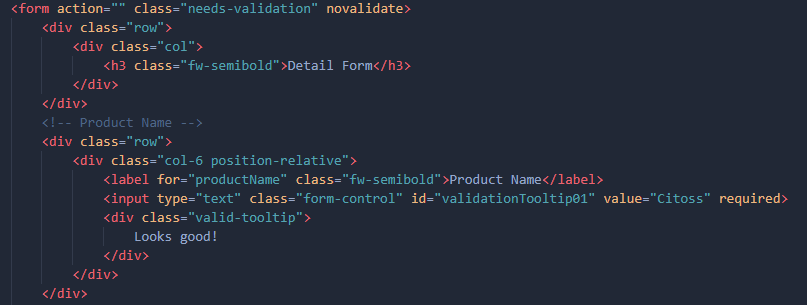 <form action="" class="needs-validation" novalidate>
<div class="row">
<div class="col">
<h3 class="fw-semibold">Detail Form</h3>
</div>
</div>
<!-- Product Name -->
<div class="row">
<div class="col-6 position-relative">
<label for="productName" class="fw-semibold">Product Name</label>
<input type="text" class="form-control" id="validationTooltip01" value="Citoss" required>
<div class="valid-tooltip">
Looks good!
</div>
</div>
</div>